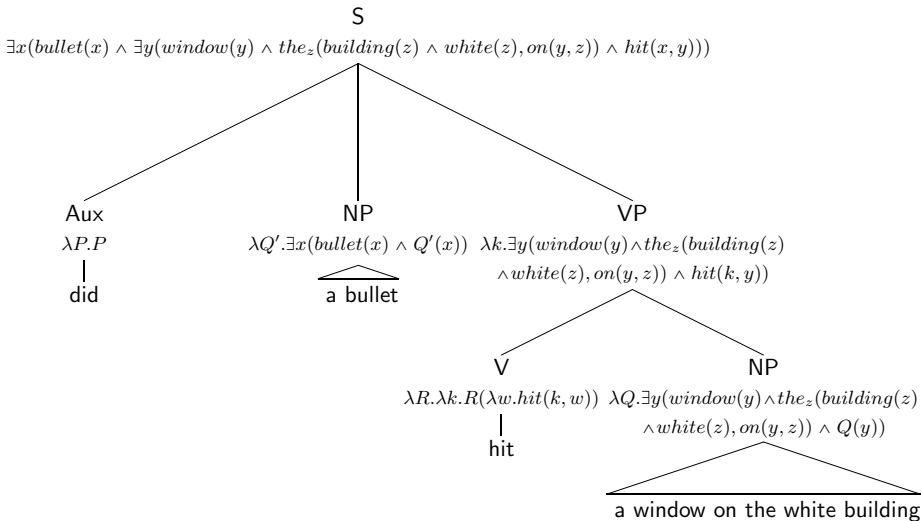 S
∃x(bullet(x) ∧ ∃y(window(y) ∧ the_z(building(z) ∧ white(z), on(y, z)) ∧ hit(x, y)))
Aux
λP.P
did
NP
λQ′.∃x(bullet(x) ∧ Q′(x))
a bullet
VP
λk.∃y(window(y)∧the_z(building(z)
∧white(z), on(y, z)) ∧ hit(k, y))
V
λR.λk.R(λw.hit(k, w))
hit
NP
λQ.∃y(window(y)∧the_z(building(z)
∧white(z), on(y, z)) ∧ Q(y))
a window on the white building